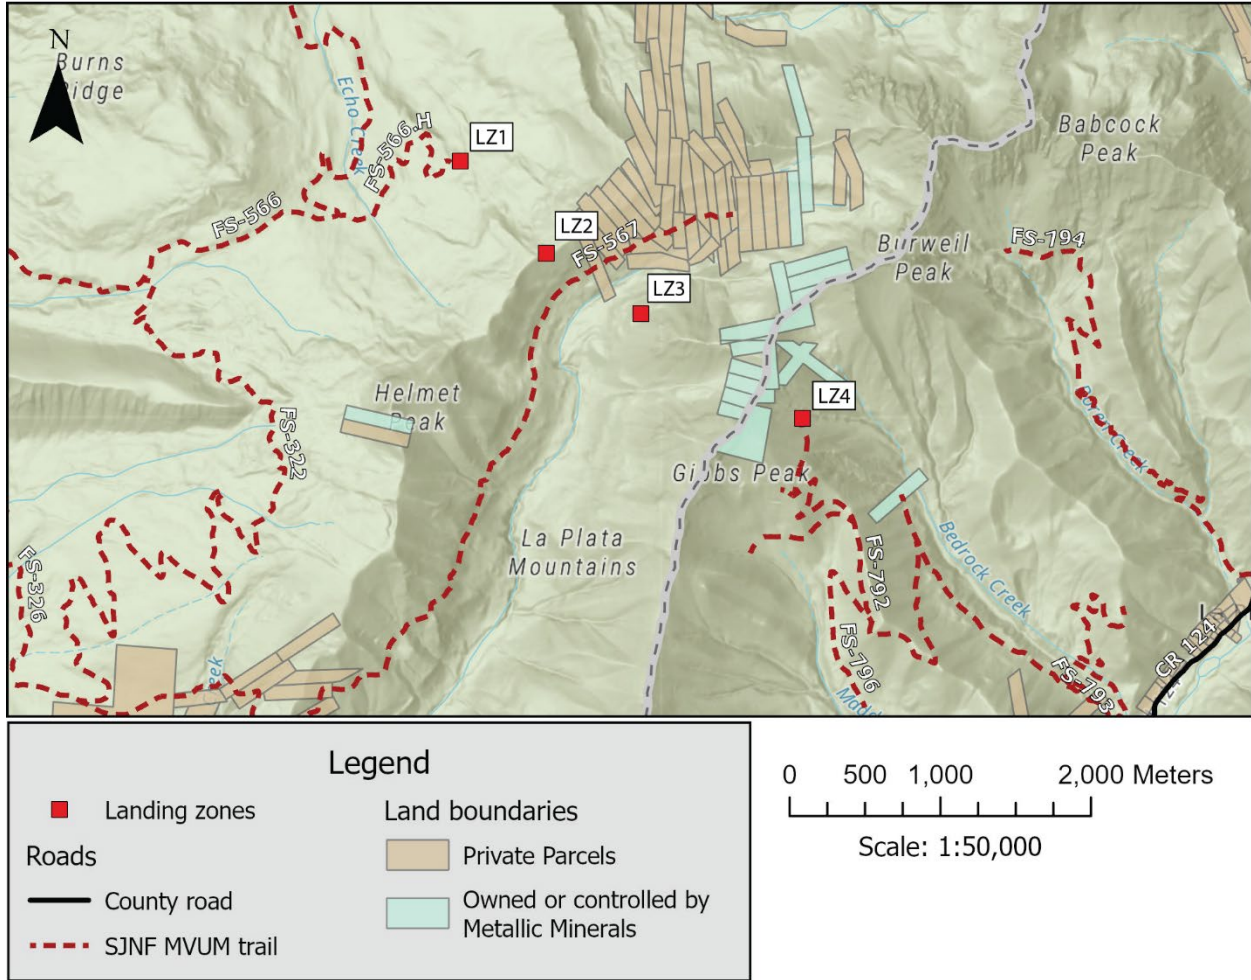 N
Burns
Ridge
Echo Creek
FS-566.H
LZ1
Babcock
Peak
FS-566
LZ2
FS-567
Burweil
Peak
FS-794
LZ3
Helmet
Peak
LZ4
FS-322
Gibbs Peak
Boren Creek
La Plata
Mountains
Bedrock Creek
FS-326
FS-792
FS-796
CR 124
FS-793
Legend
Landing zones
Roads
County road
SJNF MVUM trail
Land boundaries
Private Parcels
Owned or controlled by
Metallic Minerals
0 500 1,000 2,000 Meters
Scale: 1:50,000